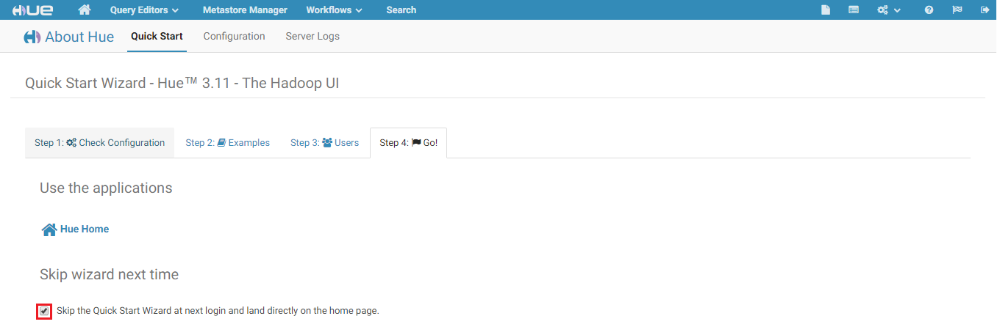 HUE Query Editors Metastore Manager Workflows Search
About Hue Quick Start Configuration Server Logs
Quick Start Wizard - Hue™ 3.11 - The Hadoop UI
Step 1: Check Configuration Step 2: Examples Step 3: Users Step 4: Go!
Use the applications
Hue Home
Skip wizard next time
Skip the Quick Start Wizard at next login and land directly on the home page.